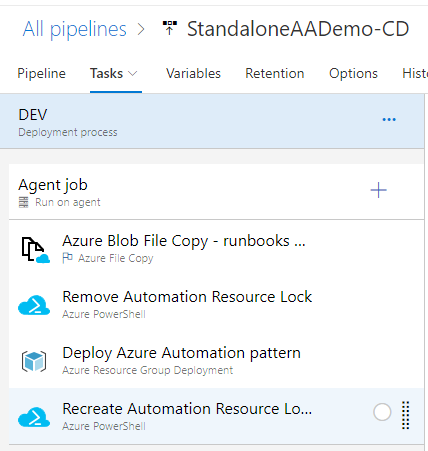 All pipelines > StandaloneAADemo-CD
Pipeline Tasks Variables Retention Options Hist
DEV
Deployment process
Agent job
Run on agent
Azure Blob File Copy - runbooks ...
Azure File Copy
Remove Automation Resource Lock
Azure PowerShell
Deploy Azure Automation pattern
Azure Resource Group Deployment
Recreate Automation Resource Lo...
Azure PowerShell